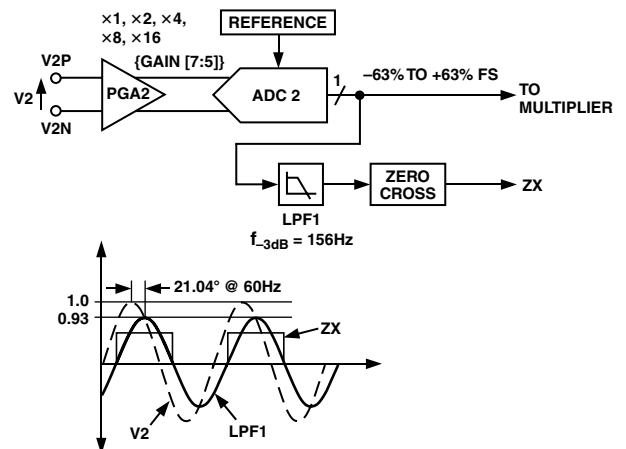 ×1, ×2, ×4,
×8, ×16
REFERENCE
V2P
{GAIN [7:5]}
V2
PGA2
ADC 2
1
–63% TO +63% FS
TO
MULTIPLIER
V2N
ZERO
CROSS
ZX
LPF1
f–3dB = 156Hz
21.04° @ 60Hz
1.0
0.93
ZX
V2
LPF1